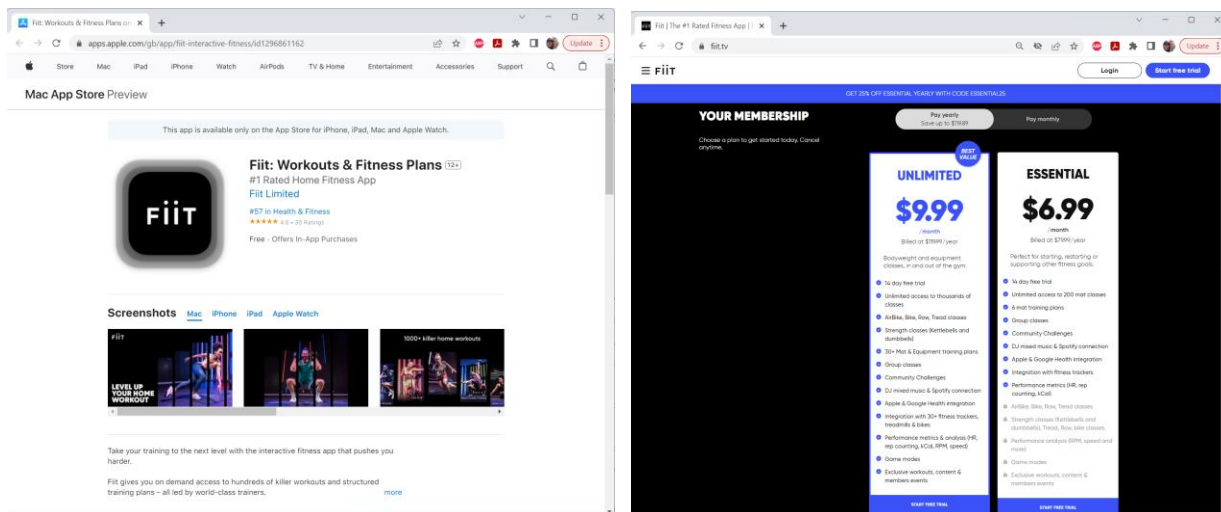 Fiit: Workouts & Fitness Plans on
apps.apple.com/gb/app/fiit-interactive-fitness/id1296861162
Update
Store Mac iPad iPhone Watch AirPods TV & Home Entertainment Accessories Support
Mac App Store Preview
This app is available only on the App Store for iPhone, iPad, Mac and Apple Watch.
FiiT
Fiit: Workouts & Fitness Plans 12+
#1 Rated Home Fitness App
Fiit Limited
#57 in Health & Fitness
4.8 • 30 Ratings
Free · Offers In-App Purchases
Screenshots Mac iPhone iPad Apple Watch
FiiT
LEVEL UP
YOUR HOME
WORKOUT
1000+ killer home workouts
Take your training to the next level with the interactive fitness app that pushes you
harder.
Fiit gives you on demand access to hundreds of killer workouts and structured
training plans – all led by world-class trainers.
more
Fiit | The #1 Rated Fitness App |
fiit.tv
Update
FiiT
Login
Start free trial
GET 25% OFF ESSENTIAL YEARLY WITH CODE ESSENTIAL25
YOUR MEMBERSHIP
Choose a plan to get started today. Cancel
anytime.
Pay yearly
Save up to $119.89
Pay monthly
BEST
VALUE
UNLIMITED
$9.99
/month
Billed at $119.99/year
Bodyweight and equipment
classes, in and out of the gym.
14 day free trial
Unlimited access to thousands of
classes
AirBike, Bike, Row, Tread classes
Strength classes (Kettlebells and
dumbbells)
30+ Mat & Equipment training plans
Group classes
Community Challenges
DJ mixed music & Spotify connection
Apple & Google Health integration
Integration with 30+ fitness trackers,
treadmills & bikes
Performance metrics & analysis (HR,
rep counting, kCal, RPM, speed)
Game modes
Exclusive workouts, content &
members events
START FREE TRIAL
ESSENTIAL
$6.99
/month
Billed at $79.99/year
Perfect for starting, restarting or
supporting other fitness goals.
14 day free trial
Unlimited access to 200 mat classes
6 mat training plans
Group classes
Community Challenges
DJ mixed music & Spotify connection
Apple & Google Health integration
Integration with fitness trackers
Performance metrics (HR, rep
counting, kCal)
AirBike, Bike, Row, Tread classes
Strength classes (Kettlebells and
dumbbells), Tread, Row, bike classes
Performance analysis (RPM, speed and
more)
Game modes
Exclusive workouts, content &
members events
START FREE TRIAL